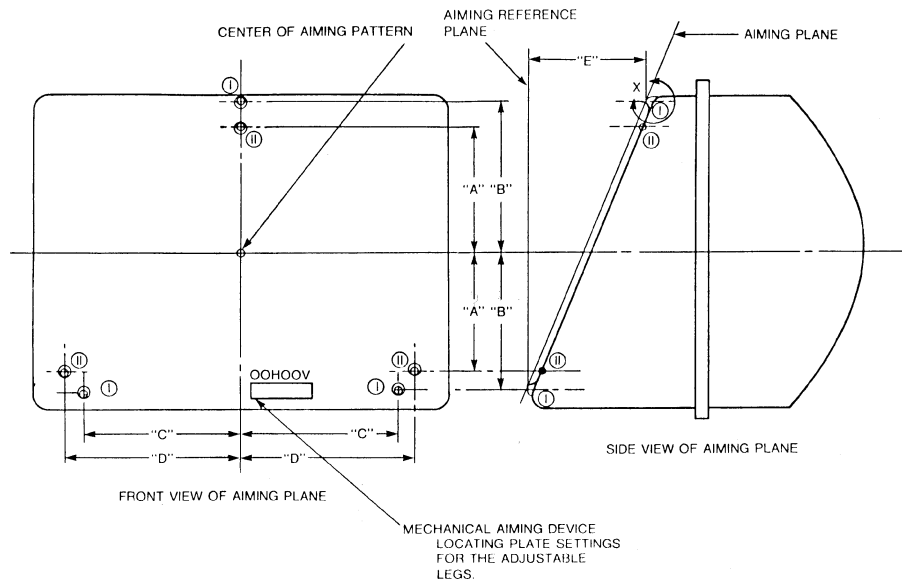 CENTER OF AIMING PATTERN
AIMING REFERENCE
PLANE
AIMING PLANE
"E"
X
I
I
II
II
"A"
"B"
"A"
"B"
II
II
I
I
OOHOOV
II
I
"C"
"C"
"D"
"D"
SIDE VIEW OF AIMING PLANE
FRONT VIEW OF AIMING PLANE
MECHANICAL AIMING DEVICE
LOCATING PLATE SETTINGS
FOR THE ADJUSTABLE
LEGS.